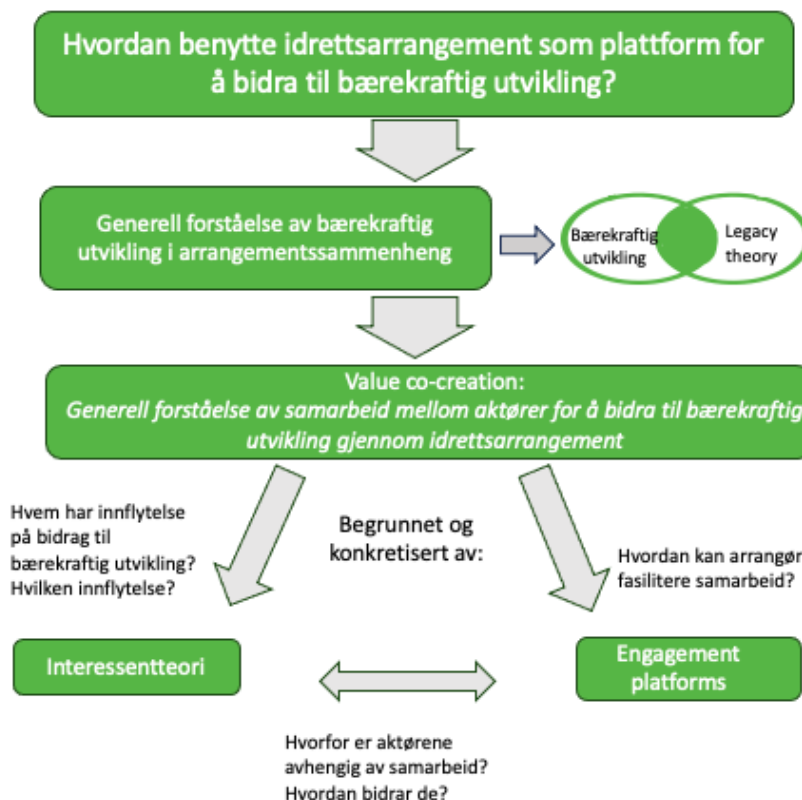 Hvordan benytte idrettsarrangement som plattform for
å bidra til bærekraftig utvikling?
Generell forståelse av bærekraftig
utvikling i arrangementssammenheng
Bærekraftig
utvikling
Legacy
theory
Value co-creation:
Generell forståelse av samarbeid mellom aktører for å bidra til bærekraftig
utvikling gjennom idrettsarrangement
Hvem har innflytelse
på bidrag til
bærekraftig utvikling?
Hvilken innflytelse?
Begrunnet og
konkretisert av:
Hvordan kan arrangør
fasilitere samarbeid?
Interessentteori
Engagement
platforms
Hvorfor er aktørene
avhengig av samarbeid?
Hvordan bidrar de?